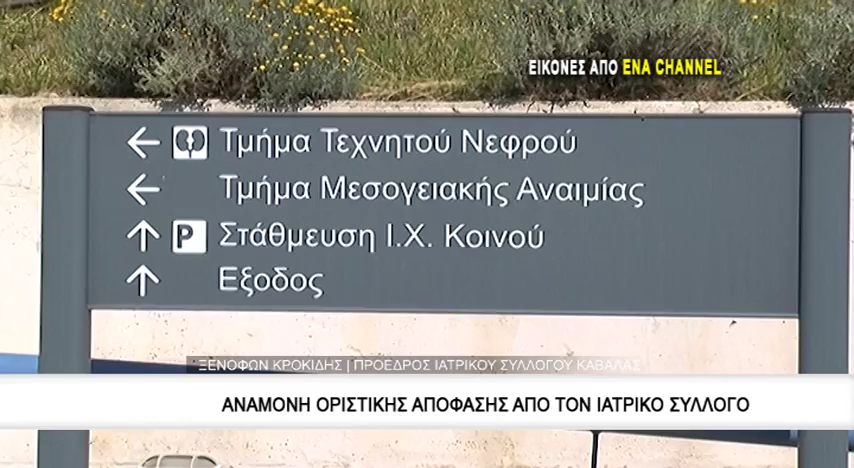 ΕΙΚΟΝΕΣ ΑΠΟ ΕΝΑ CHANNEL
← Τμήμα Τεχνητού Νεφρού
← Τμήμα Μεσογειακής Αναιμίας
↑ P Στάθμευση Ι.Χ. Κοινού
↑ Εξοδος
ΞΕΝΟΦΩΝ ΚΡΟΚΙΔΗΣ | ΠΡΟΕΔΡΟΣ ΙΑΤΡΙΚΟΥ ΣΥΛΛΟΓΟΥ ΚΑΒΑΛΑΣ
ΑΝΑΜΟΝΗ ΟΡΙΣΤΙΚΗΣ ΑΠΟΦΑΣΗΣ ΑΠΟ ΤΟΝ ΙΑΤΡΙΚΟ ΣΥΛΛΟΓΟ